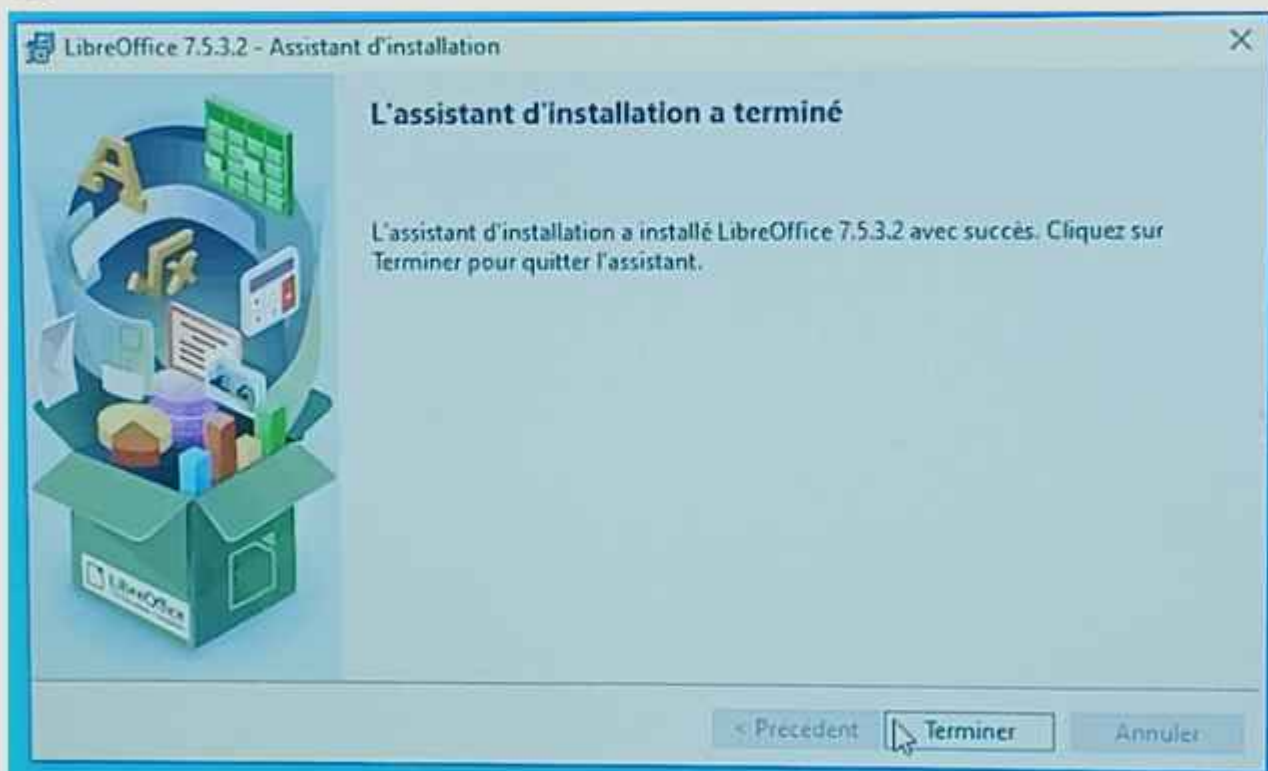 LibreOffice 7.5.3.2 - Assistant d'installation
L'assistant d'installation a terminé
L'assistant d'installation a installé LibreOffice 7.5.3.2 avec succès. Cliquez sur
Terminer pour quitter l'assistant.
LibreOffice
< Précédent
Terminer
Annuler